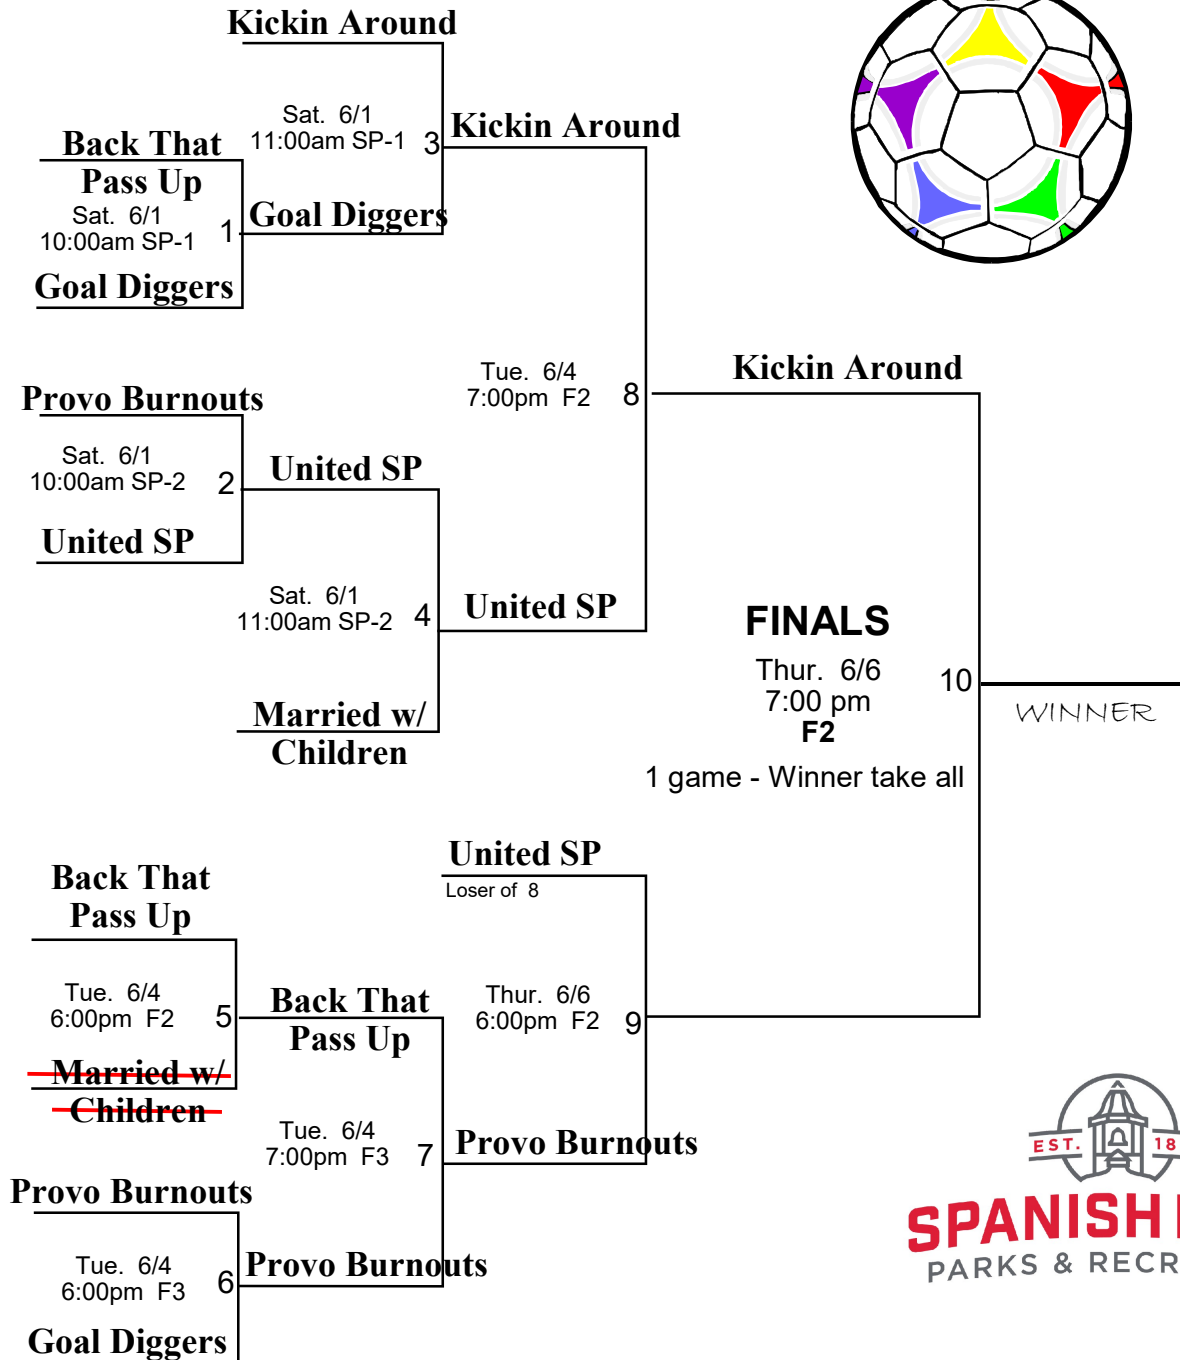 Kickin Around
Sat. 6/1
11:00am SP-1 3
Kickin Around
Back That
Pass Up
Sat. 6/1
10:00am SP-1 1
Goal Diggers
Goal Diggers
Provo Burnouts
Sat. 6/1
10:00am SP-2 2
United SP
United SP
Tue. 6/4
7:00pm F2 8
Kickin Around
Sat. 6/1
11:00am SP-2 4
United SP
Married w/
Children
FINALS
Thur. 6/6
7:00 pm
F2
10
1 game - Winner take all
WINNER
United SP
Loser of 8
Back That
Pass Up
Tue. 6/4
6:00pm F2 5
Married w/
Children
Back That
Pass Up
Thur. 6/6
6:00pm F2 9
Tue. 6/4
7:00pm F3 7
Provo Burnouts
Provo Burnouts
Tue. 6/4
6:00pm F3 6
Provo Burnouts
Goal Diggers
EST. 18
SPANISH
PARKS & RECR